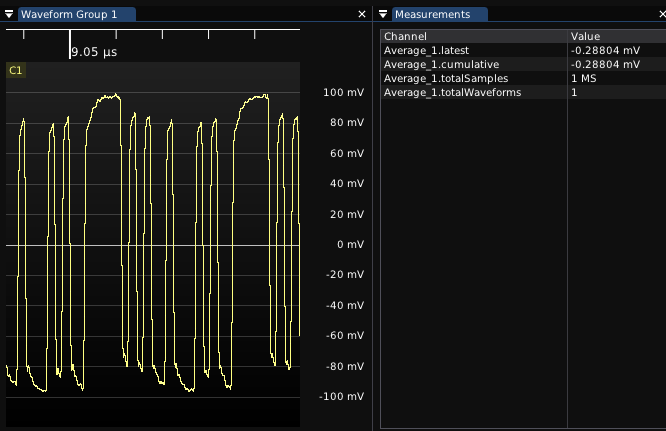 Waveform Group 1
9.05 µs
C1
100 mV
80 mV
60 mV
40 mV
20 mV
0 mV
-20 mV
-40 mV
-60 mV
-80 mV
-100 mV
Measurements
Channel Value
Average_1.latest -0.28804 mV
Average_1.cumulative -0.28804 mV
Average_1.totalSamples 1 MS
Average_1.totalWaveforms 1